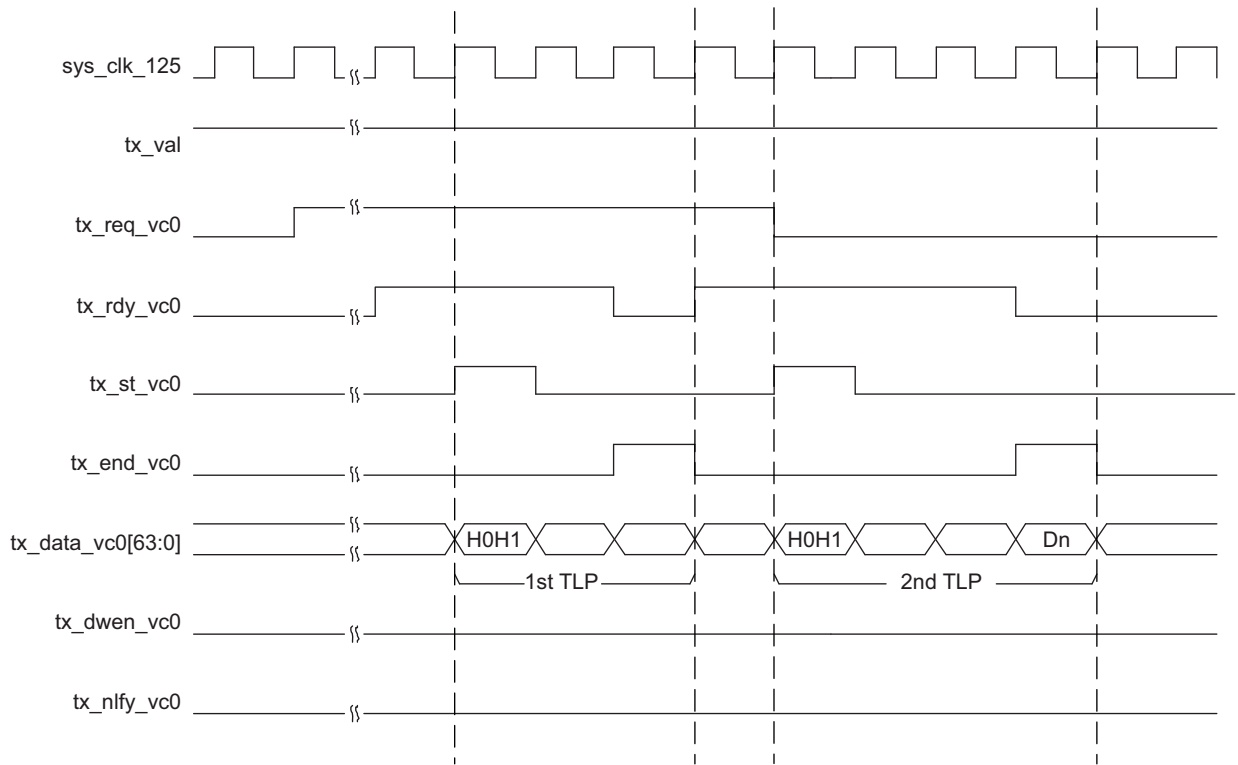 sys_clk_125
tx_val
tx_req_vc0
tx_rdy_vc0
tx_st_vc0
tx_end_vc0
tx_data_vc0[63:0] H0H1 H0H1 Dn
1st TLP 2nd TLP
tx_dwen_vc0
tx_nlfy_vc0